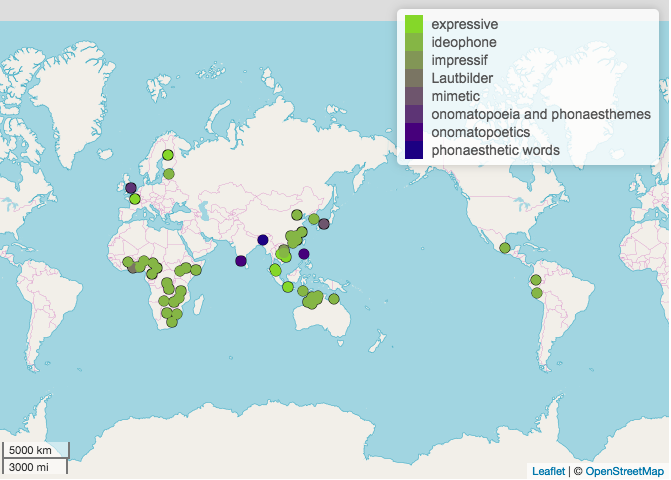 expressive
ideophone
impressif
Lautbilder
mimetic
onomatopoeia and phonaesthemes
onomatopoetics
phonaesthetic words
5000 km
3000 mi
Leaflet | © OpenStreetMap